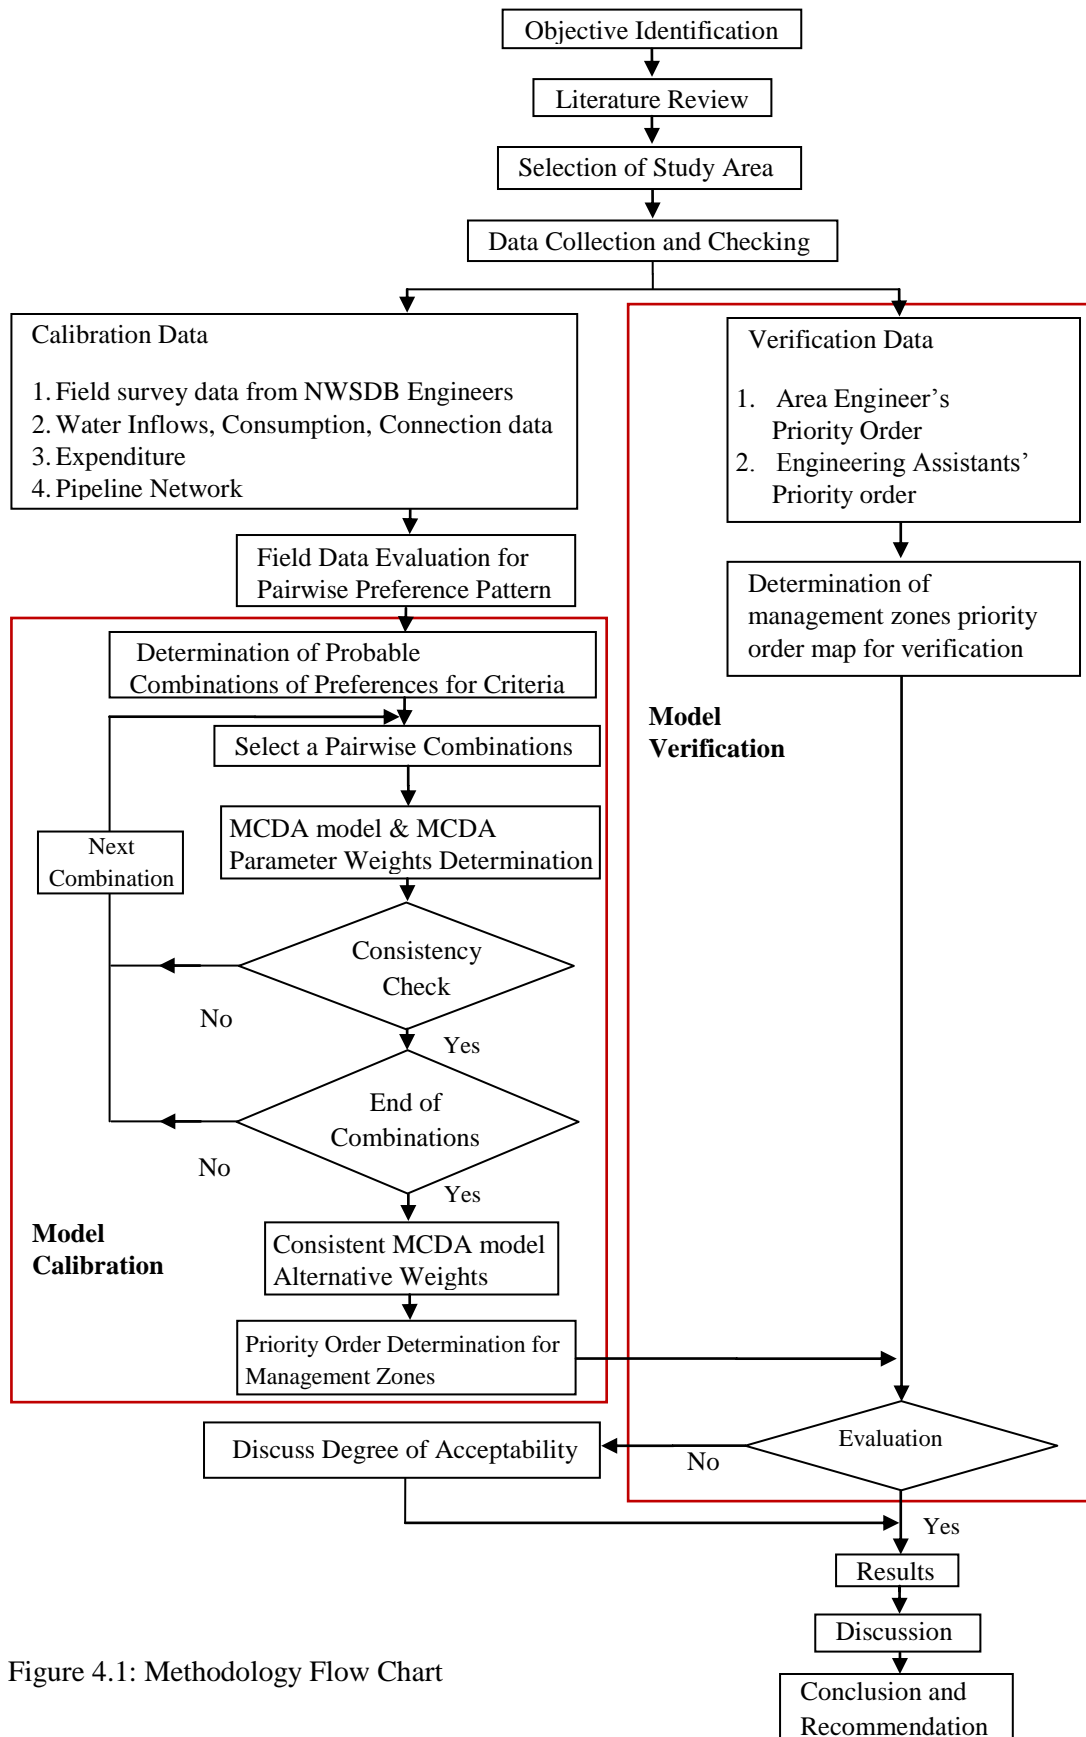 Objective Identification
Literature Review
Selection of Study Area
Data Collection and Checking
Calibration Data
1. Field survey data from NWSDB Engineers
2. Water Inflows, Consumption, Connection data
3. Expenditure
4. Pipeline Network
Verification Data
1. Area Engineer's
Priority Order
2. Engineering Assistants'
Priority order
Field Data Evaluation for
Pairwise Preference Pattern
Determination of
management zones priority
order map for verification
Determination of Probable
Combinations of Preferences for Criteria
Model
Verification
Select a Pairwise Combinations
MCDA model & MCDA
Parameter Weights Determination
Next
Combination
Consistency
Check
No
Yes
End of
Combinations
No
Yes
Model
Calibration
Consistent MCDA model
Alternative Weights
Priority Order Determination for
Management Zones
Evaluation
No
Discuss Degree of Acceptability
Yes
Results
Discussion
Conclusion and
Recommendation
Figure 4.1: Methodology Flow Chart